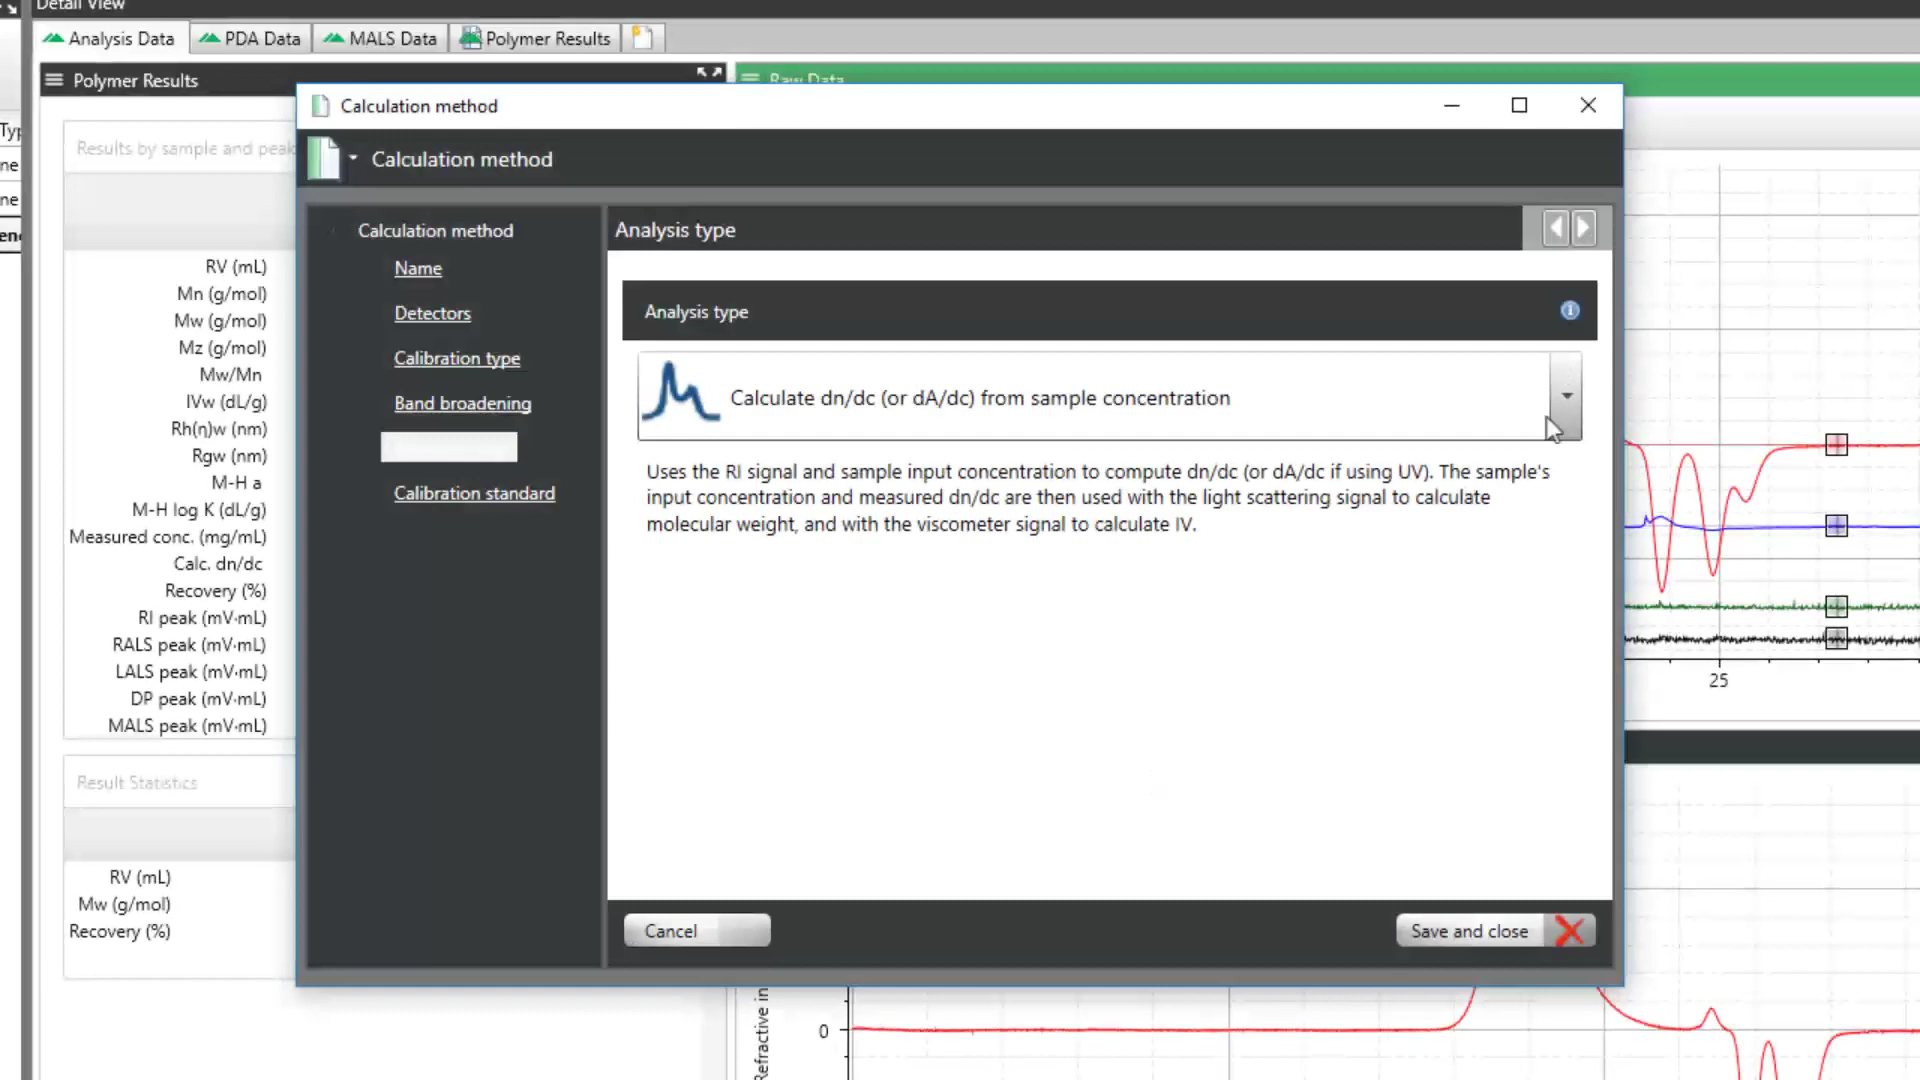 Detail View
Analysis Data
PDA Data
MALS Data
Polymer Results
Polymer Results
Raw Data
Results by sample and peak
RV (mL)
Mn (g/mol)
Mw (g/mol)
Mz (g/mol)
Mw/Mn
IVw (dL/g)
Rh(η)w (nm)
Rgw (nm)
M-H a
M-H log K (dL/g)
Measured conc. (mg/mL)
Calc. dn/dc
Recovery (%)
RI peak (mV·mL)
RALS peak (mV·mL)
LALS peak (mV·mL)
DP peak (mV·mL)
MALS peak (mV·mL)
Result Statistics
RV (mL)
Mw (g/mol)
Recovery (%)
Calculation method
Calculation method
Calculation method
Name
Detectors
Calibration type
Band broadening
Calibration standard
Analysis type
Analysis type
Calculate dn/dc (or dA/dc) from sample concentration
Uses the RI signal and sample input concentration to compute dn/dc (or dA/dc if using UV). The sample's
input concentration and measured dn/dc are then used with the light scattering signal to calculate
molecular weight, and with the viscometer signal to calculate IV.
Cancel
Save and close
25
0
Refractive in